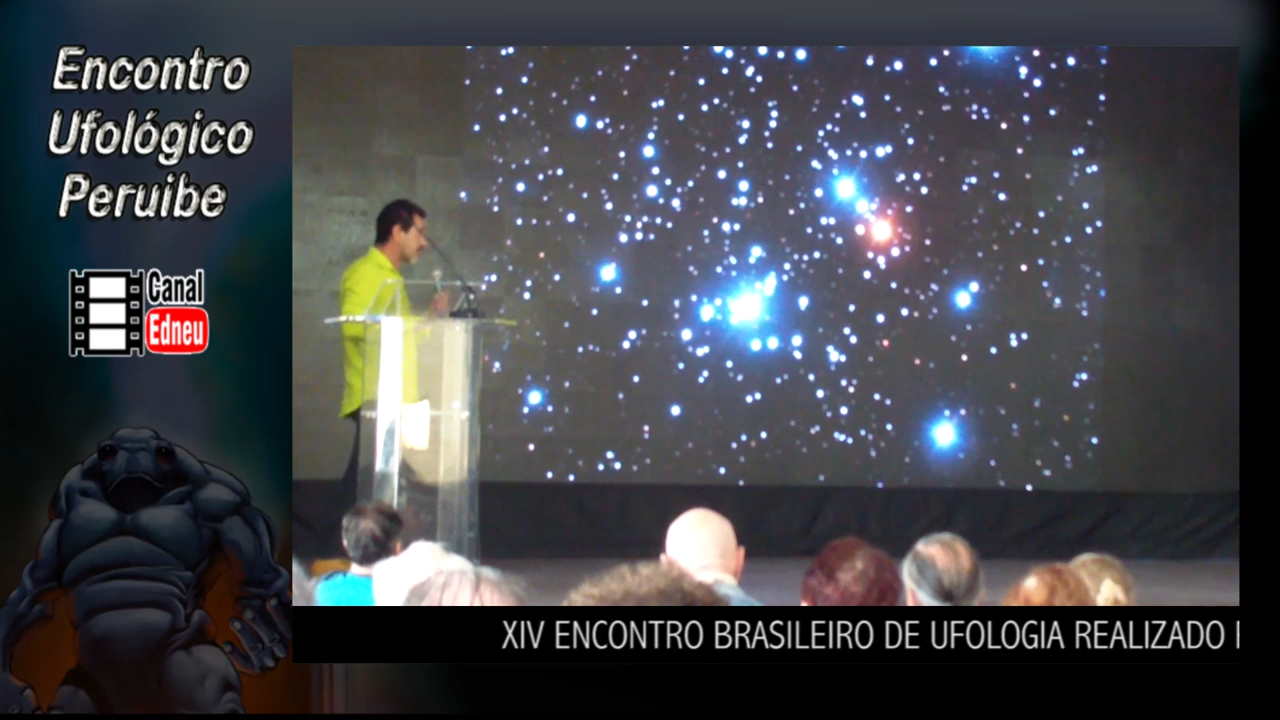 Encontro
Ufológico
Peruibe
Canal
Edneu
XIV ENCONTRO BRASILEIRO DE UFOLOGIA REALIZADO